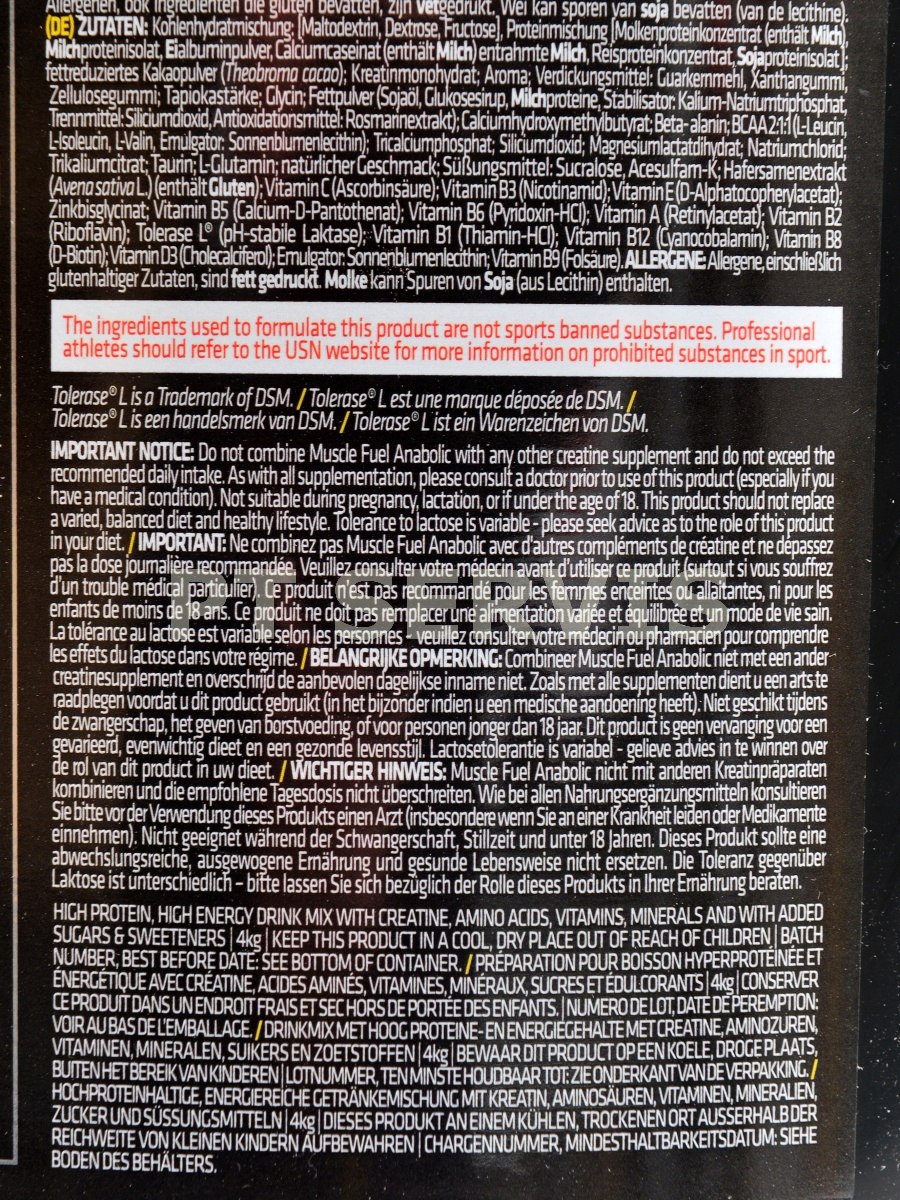 Allergenen, ook ingrediënten die gluten bevatten, zijn vetgedrukt. Wei kan sporen van soja bevatten (van de lecithine).
(DE) ZUTATEN: Kohlenhydratmischung; [Maltodextrin, Dextrose, Fructose], Proteinmischung [Molkenproteinkonzentrat (enthält Milch),
Milchproteinisolat, Eialbuminpulver, Calciumcaseinat (enthält Milch) entrahmte Milch, Reisproteinkonzentrat, Sojaproteinisolat];
fettreduziertes Kakaopulver (Theobroma cacao); Kreatinmonohydrat; Aroma; Verdickungsmittel: Guarkernmehl, Xanthangummi,
Zellulosegummi; Tapiokastärke; Glycin; Fettpulver (Sojaöl, Glukosesirup, Milchproteine, Stabilisator: Kalium-Natriumtriphosphat,
Trennmittel: Siliciumdioxid, Antioxidationsmittel: Rosmarinextrakt); Calciumhydroxymethylbutyrat; Beta-alanin; BCAA 2:1:1 (L-Leucin,
L-Isoleucin, L-Valin, Emulgator: Sonnenblumenlecithin); Tricalciumphosphat; Siliciumdioxid; Magnesiumlactatdihydrat; Natriumchlorid;
Trikaliumcitrat; Taurin; L-Glutamin; natürlicher Geschmack; Süßungsmittel: Sucralose, Acesulfam-K; Hafersamenextrakt
(Avena sativa L.) (enthält Gluten); Vitamin C (Ascorbinsäure); Vitamin B3 (Nicotinamid); Vitamin E (D-Alphatocopherylacetat);
Zinkbisglycinat; Vitamin B5 (Calcium-D-Pantothenat); Vitamin B6 (Pyridoxin-HCl); Vitamin A (Retinylacetat); Vitamin B2
(Riboflavin); Tolerase L® (pH-stabile Laktase); Vitamin B1 (Thiamin-HCl); Vitamin B12 (Cyanocobalamin); Vitamin B8
(D-Biotin); Vitamin D3 (Cholecalciferol); Emulgator: Sonnenblumenlecithin; Vitamin B9 (Folsäure). ALLERGENE: Allergene, einschließlich
glutenhaltiger Zutaten, sind fett gedruckt. Molke kann Spuren von Soja (aus Lecithin) enthalten.
The ingredients used to formulate this product are not sports banned substances. Professional
athletes should refer to the USN website for more information on prohibited substances in sport.
Tolerase® L is a Trademark of DSM. / Tolerase® L est une marque déposée de DSM. /
Tolerase® L is een handelsmerk van DSM. / Tolerase® L ist ein Warenzeichen von DSM.
IMPORTANT NOTICE: Do not combine Muscle Fuel Anabolic with any other creatine supplement and do not exceed the
recommended daily intake. As with all supplementation, please consult a doctor prior to use of this product (especially if you
have a medical condition). Not suitable during pregnancy, lactation, or if under the age of 18. This product should not replace
a varied, balanced diet and healthy lifestyle. Tolerance to lactose is variable - please seek advice as to the role of this product
in your diet. / IMPORTANT: Ne combinez pas Muscle Fuel Anabolic avec d'autres compléments de créatine et ne dépassez
pas la dose journalière recommandée. Veuillez consulter votre médecin avant d'utiliser ce produit (surtout si vous souffrez
d'un trouble médical particulier). Ce produit n'est pas recommandé pour les femmes enceintes ou allaitantes, ni pour les
enfants de moins de 18 ans. Ce produit ne doit pas remplacer une alimentation variée et équilibrée et un mode de vie sain.
La tolérance au lactose est variable selon les personnes - veuillez consulter votre médecin ou pharmacien pour comprendre
les effets du lactose dans votre régime. / BELANGRIJKE OPMERKING: Combineer Muscle Fuel Anabolic niet met een ander
creatinesupplement en overschrijd de aanbevolen dagelijkse inname niet. Zoals met alle supplementen dient u een arts te
raadplegen voordat u dit product gebruikt (in het bijzonder indien u een medische aandoening heeft). Niet geschikt tijdens
de zwangerschap, het geven van borstvoeding, of voor personen jonger dan 18 jaar. Dit product is geen vervanging voor een
gevarieerd, evenwichtig dieet en een gezonde levensstijl. Lactosetolerantie is variabel - gelieve advies in te winnen over
de rol van dit product in uw dieet. / WICHTIGER HINWEIS: Muscle Fuel Anabolic nicht mit anderen Kreatinpräparaten
kombinieren und die empfohlene Tagesdosis nicht überschreiten. Wie bei allen Nahrungsergänzungsmitteln konsultieren
Sie bitte vor der Verwendung dieses Produkts einen Arzt (insbesondere wenn Sie an einer Krankheit leiden oder Medikamente
einnehmen). Nicht geeignet während der Schwangerschaft, Stillzeit und unter 18 Jahren. Dieses Produkt sollte eine
abwechslungsreiche, ausgewogene Ernährung und gesunde Lebensweise nicht ersetzen. Die Toleranz gegenüber
Laktose ist unterschiedlich – bitte lassen Sie sich bezüglich der Rolle dieses Produkts in Ihrer Ernährung beraten.
PT SERVIS
HIGH PROTEIN, HIGH ENERGY DRINK MIX WITH CREATINE, AMINO ACIDS, VITAMINS, MINERALS AND WITH ADDED
SUGARS & SWEETENERS | 4kg | KEEP THIS PRODUCT IN A COOL, DRY PLACE OUT OF REACH OF CHILDREN | BATCH
NUMBER, BEST BEFORE DATE: SEE BOTTOM OF CONTAINER. / PRÉPARATION POUR BOISSON HYPERPROTÉINÉE ET
ÉNERGÉTIQUE AVEC CRÉATINE, ACIDES AMINÉS, VITAMINES, MINÉRAUX, SUCRES ET ÉDULCORANTS | 4kg | CONSERVER
CE PRODUIT DANS UN ENDROIT FRAIS ET SEC HORS DE PORTÉE DES ENFANTS. | NUMERO DE LOT, DATE DE PEREMPTION:
VOIR AU BAS DE L'EMBALLAGE. / DRINKMIX MET HOOG PROTEINE- EN ENERGIEGEHALTE MET CREATINE, AMINOZUREN,
VITAMINEN, MINERALEN, SUIKERS EN ZOETSTOFFEN | 4kg | BEWAAR DIT PRODUCT OP EEN KOELE, DROGE PLAATS,
BUITEN HET BEREIK VAN KINDEREN | LOTNUMMER, TEN MINSTE HOUDBAAR TOT: ZIE ONDERKANT VAN DE VERPAKKING. /
HOCHPROTEINHALTIGE, ENERGIEREICHE GETRÄNKEMISCHUNG MIT KREATIN, AMINOSÄUREN, VITAMINEN, MINERALIEN,
ZUCKER UND SÜSSUNGSMITTELN | 4kg | DIESES PRODUKT AN EINEM KÜHLEN, TROCKENEN ORT AUSSERHALB DER
REICHWEITE VON KLEINEN KINDERN AUFBEWAHREN | CHARGENNUMMER, MINDESTHALTBARKEITSDATUM: SIEHE
BODEN DES BEHÄLTERS.